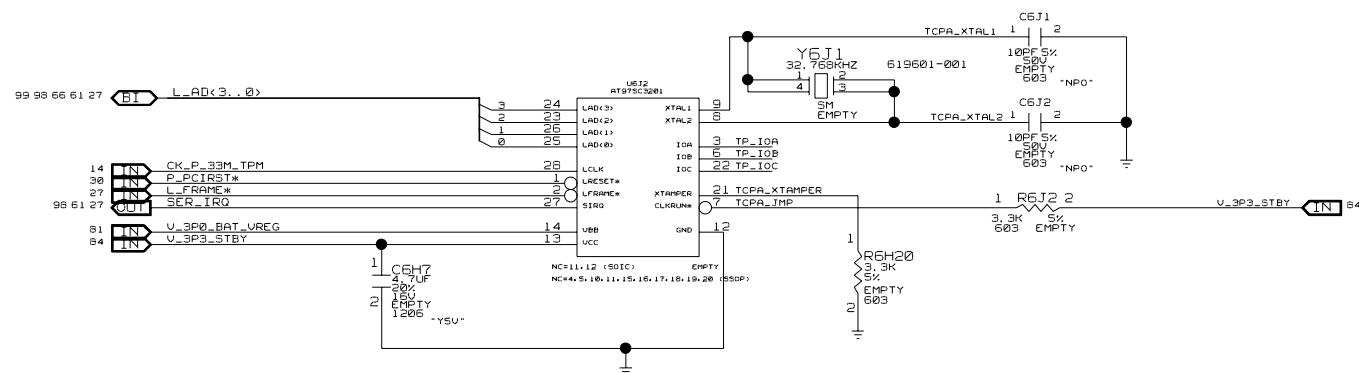 C6J1
TCPA_XTAL1 1 2
10PF 5%
50V
EMPTY
603 "NPO"
Y6J1
32.768KHZ 619601-001
1 2
4 3
SM
EMPTY
C6J2
TCPA_XTAL2 1 2
10PF 5%
50V
EMPTY
603 "NPO"
99 98 66 61 27 BI L_AD<3..0>
U6J2
AT97SC3201
3 24 LAD(3) XTAL1 9
2 23 LAD(2) XTAL2 8
1 26 LAD(1)
0 25 LAD(0) IOA 3 TP_IOA
IOB 6 TP_IOB
14 IN CK_P_33M_TPM 28 LCLK IOC 22 TP_IOC
30 IN P_PCIRST* 1 LRESET*
27 IN L_FRAME* 2 LFRAME* XTAMPER 21 TCPA_XTAMPER
98 61 27 OUT SER_IRQ 27 SIRQ CLKRUN* 7 TCPA_JMP
1 R6J2 2 V_3P3_STBY IN 84
3.3K 5%
603 EMPTY
81 IN V_3P0_BAT_VREG 14 VBB GND 12
84 IN V_3P3_STBY 13 VCC
NC=11,12 (SOIC) EMPTY
NC=4,5,10,11,15,16,17,18,19,20 (SSOP)
1 C6H7
4.7UF
20%
16V
2 EMPTY
1206 "Y5V"
1 R6H20
3.3K
5%
EMPTY
2 603